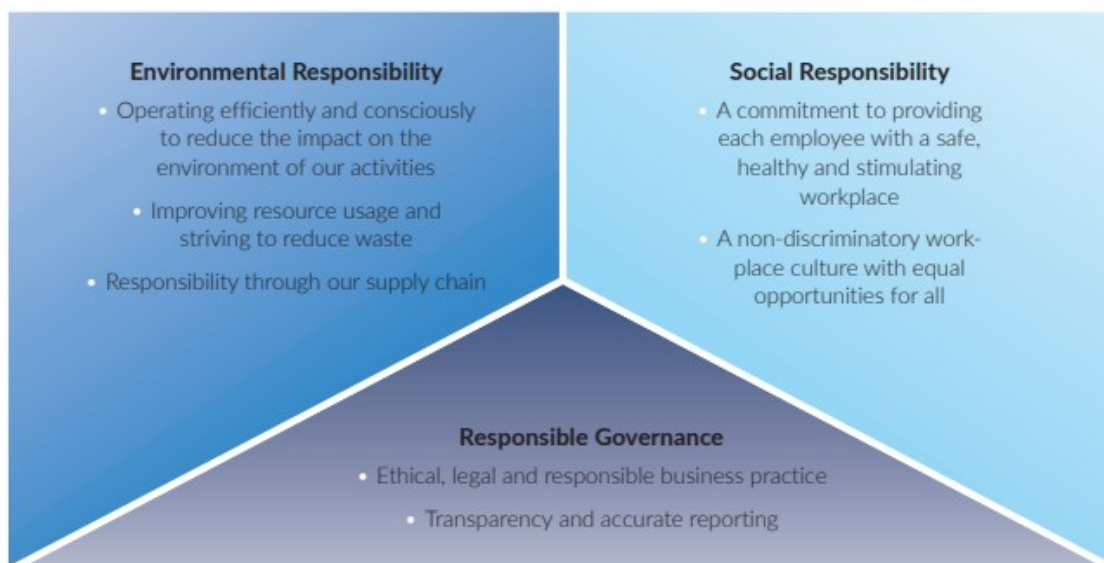 Environmental Responsibility
• Operating efficiently and consciously
to reduce the impact on the
environment of our activities
• Improving resource usage and
striving to reduce waste
• Responsibility through our supply chain
Social Responsibility
• A commitment to providing
each employee with a safe,
healthy and stimulating
workplace
• A non-discriminatory work-
place culture with equal
opportunities for all
Responsible Governance
• Ethical, legal and responsible business practice
• Transparency and accurate reporting